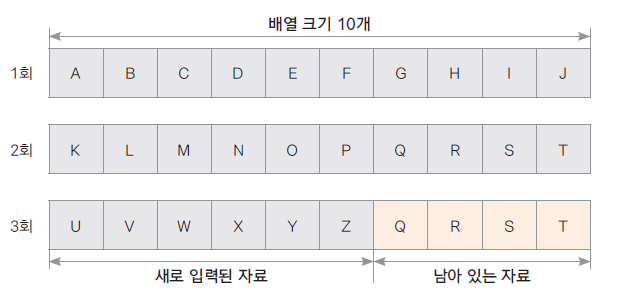 배열 크기 10개
1회 A B C D E F G H I J
2회 K L M N O P Q R S T
3회 U V W X Y Z Q R S T
새로 입력된 자료 남아 있는 자료